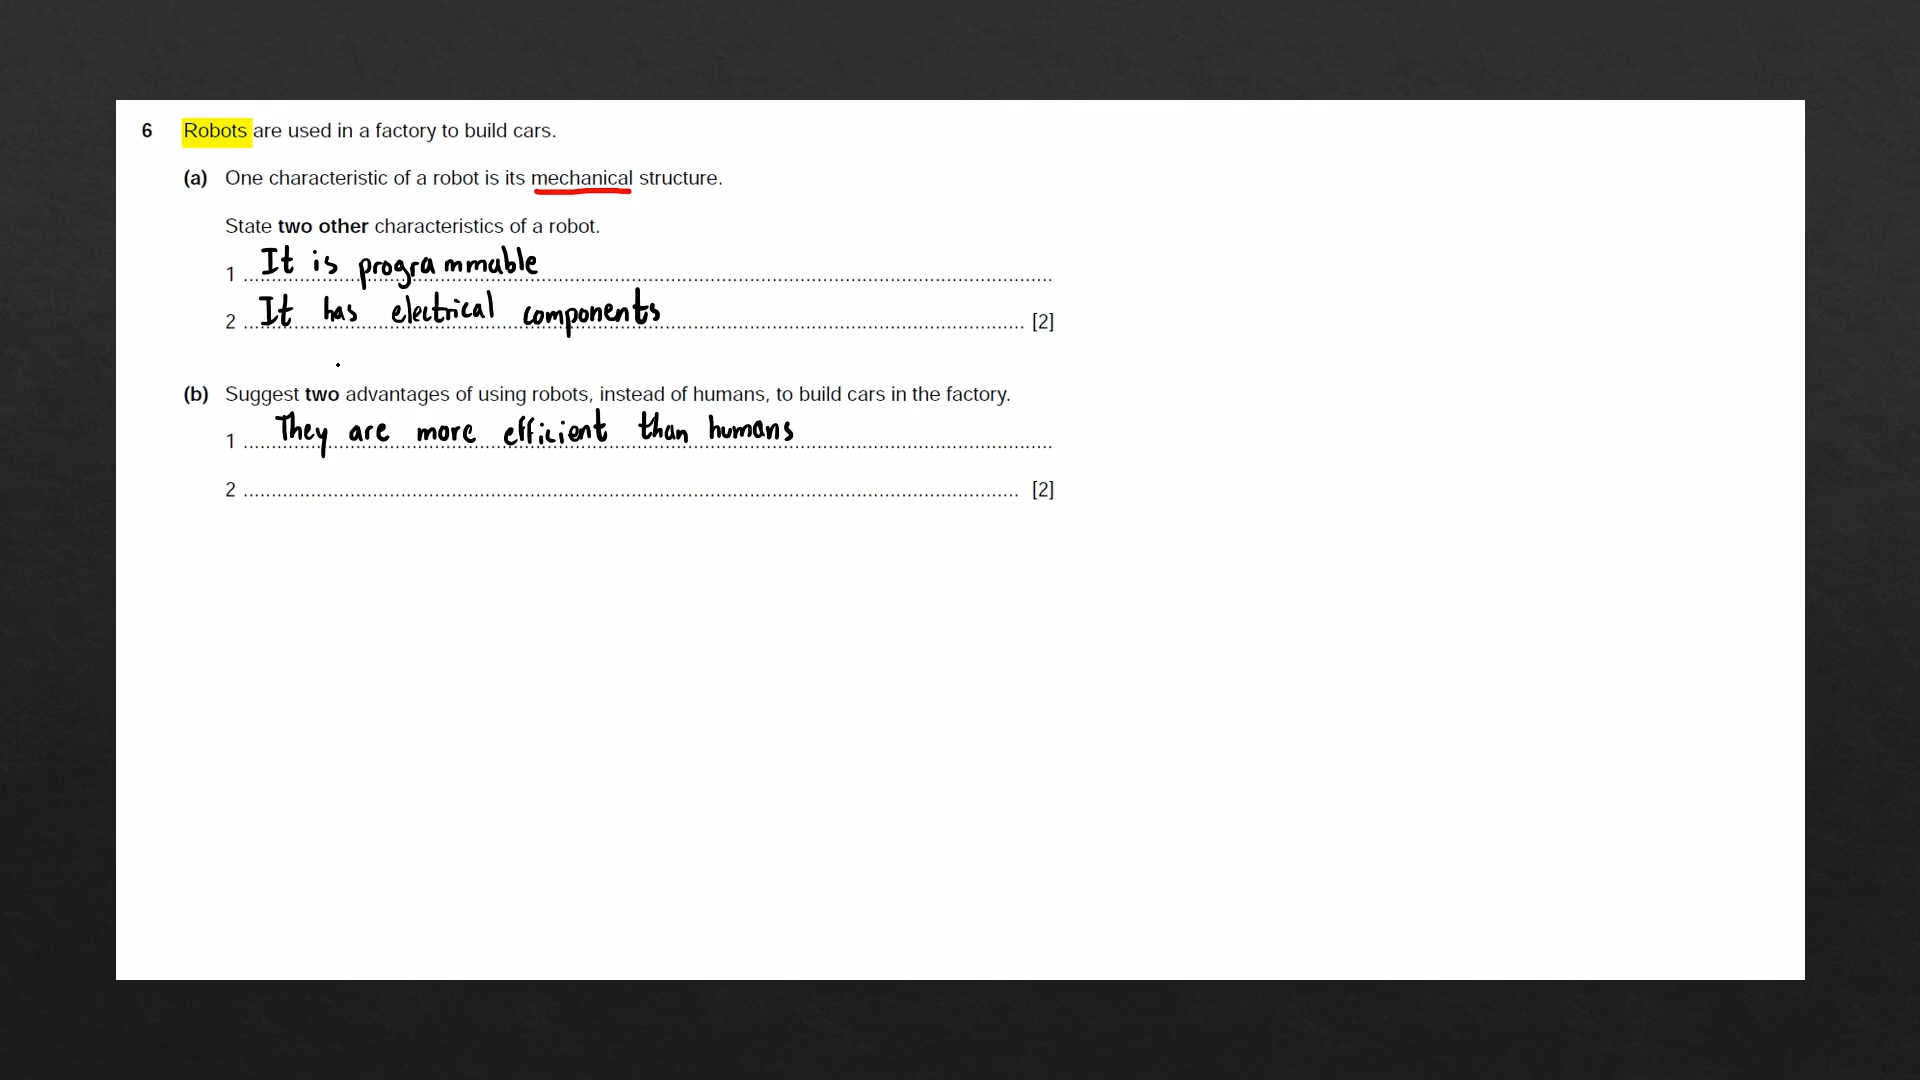 6 Robots are used in a factory to build cars.
(a) One characteristic of a robot is its mechanical structure.
State two other characteristics of a robot.
1 It is programmable
2 It has electrical components [2]
(b) Suggest two advantages of using robots, instead of humans, to build cars in the factory.
1 They are more efficient than humans
2 [2]